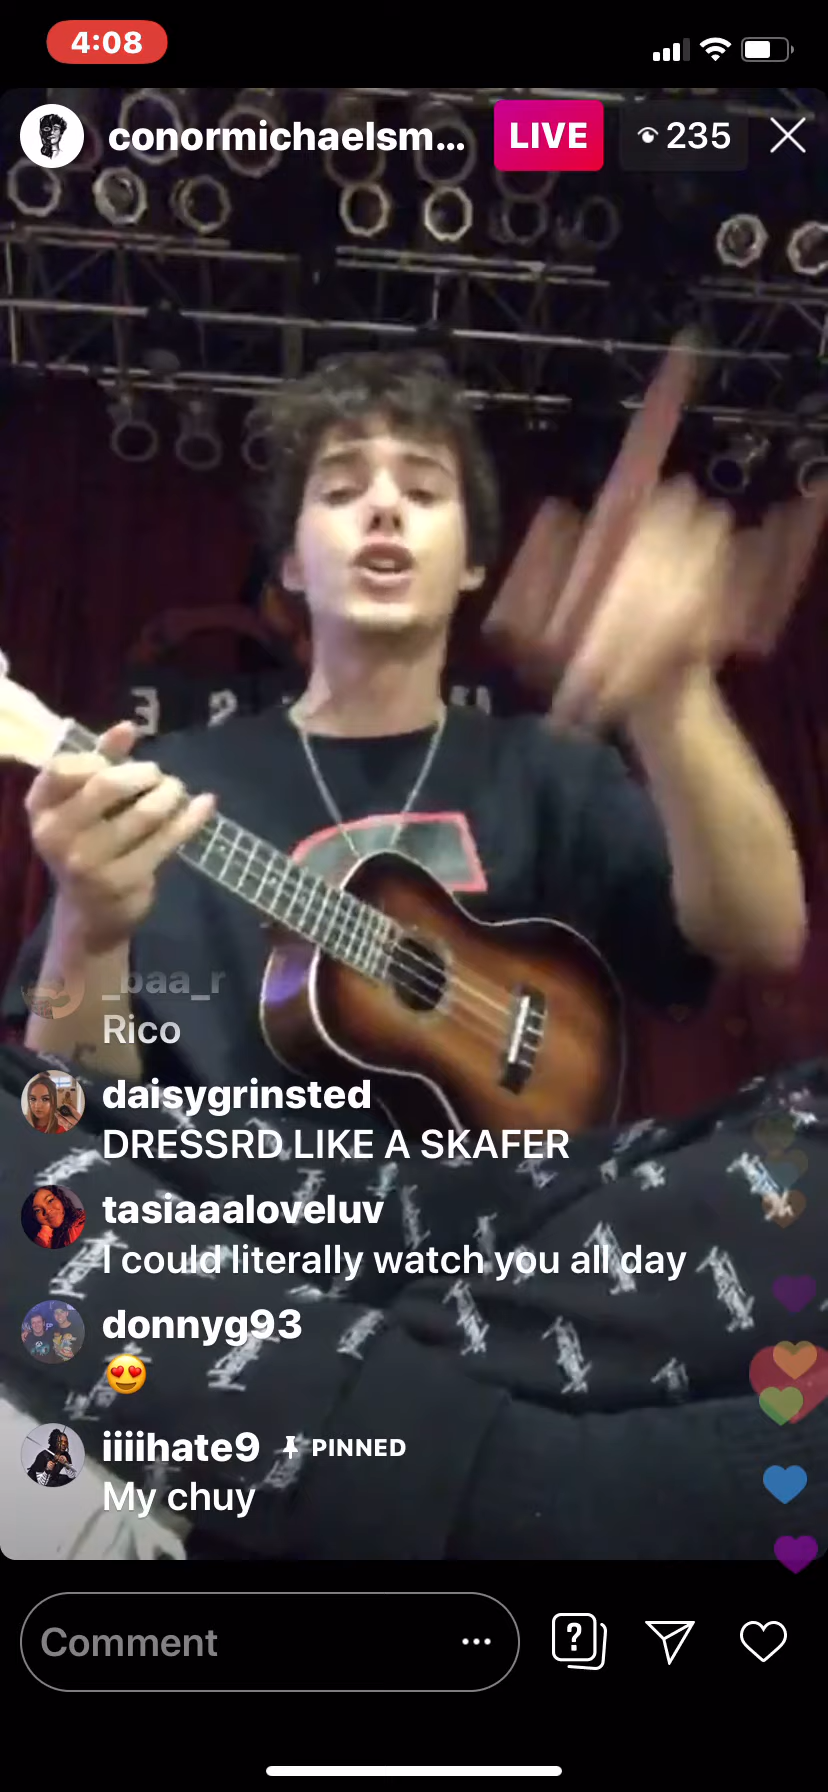 4:08
conormichaelsm...
LIVE
235
_baa_r
Rico
daisygrinsted
DRESSRD LIKE A SKAFER
tasiaaaloveluv
I could literally watch you all day
donnyg93
😍
iiiihate9 PINNED
My chuy
Comment